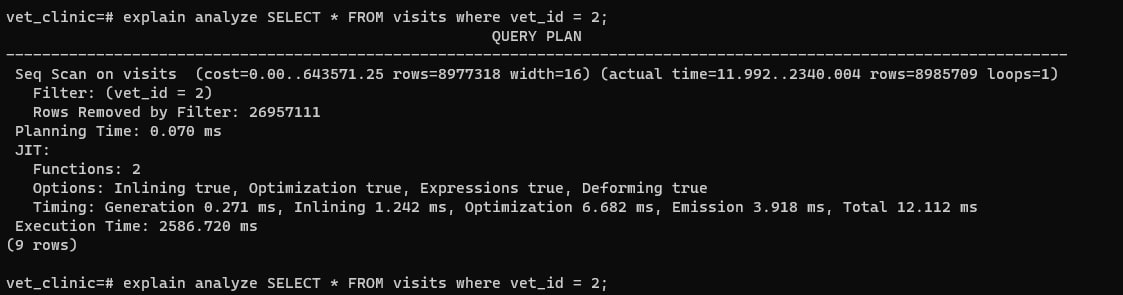 vet_clinic=# explain analyze SELECT * FROM visits where vet_id = 2;
QUERY PLAN
--------------------------------------------------------------------------------------------------------------------
Seq Scan on visits  (cost=0.00..643571.25 rows=8977318 width=16) (actual time=11.992..2340.004 rows=8985709 loops=1)
Filter: (vet_id = 2)
Rows Removed by Filter: 26957111
Planning Time: 0.070 ms
JIT:
Functions: 2
Options: Inlining true, Optimization true, Expressions true, Deforming true
Timing: Generation 0.271 ms, Inlining 1.242 ms, Optimization 6.682 ms, Emission 3.918 ms, Total 12.112 ms
Execution Time: 2586.720 ms
(9 rows)
vet_clinic=# explain analyze SELECT * FROM visits where vet_id = 2;